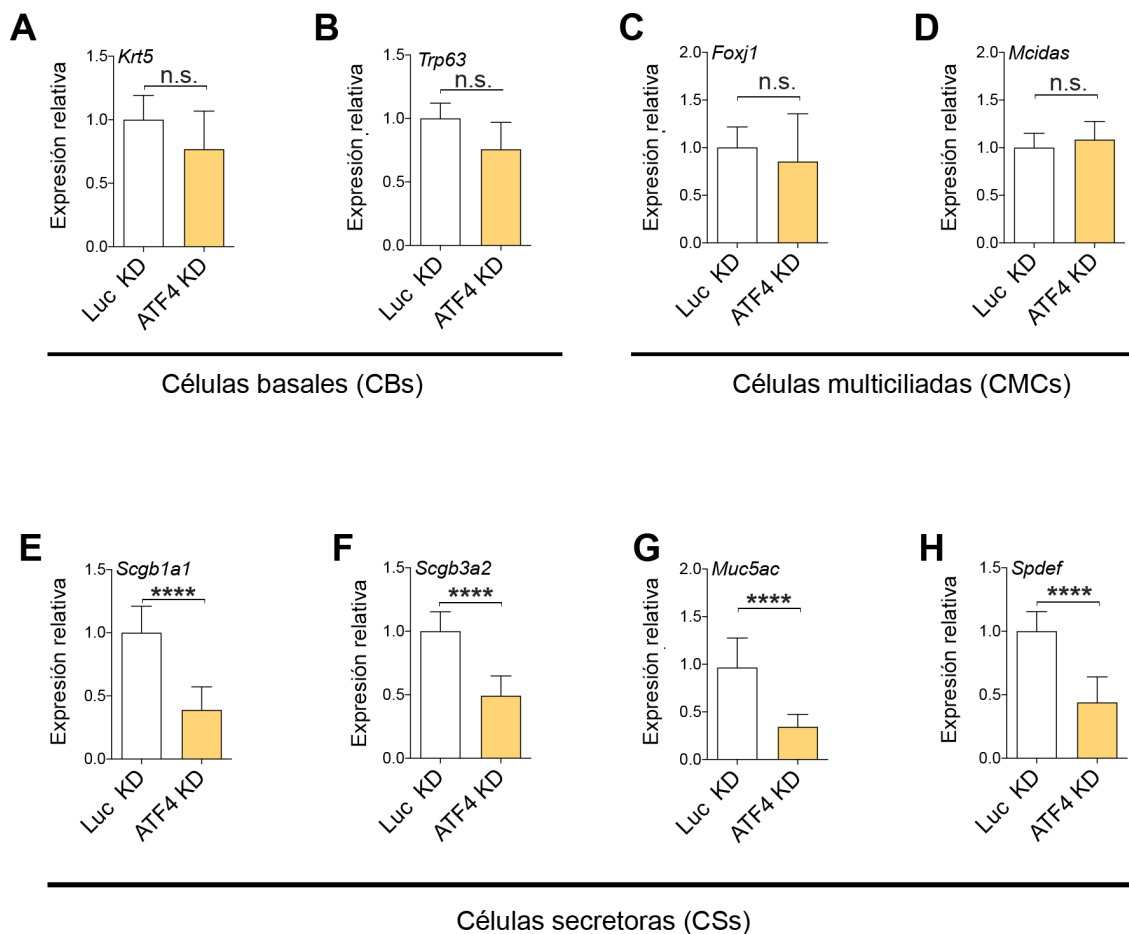 A
Krt5
n.s.
1.5
1.0
0.5
0.0
Expresión relativa
Luc KD
ATF4 KD
B
Trp63
n.s.
1.5
1.0
0.5
0.0
Expresión relativa
Luc KD
ATF4 KD
Células basales (CBs)
C
Foxj1
n.s.
2.0
1.5
1.0
0.5
0.0
Expresión relativa
Luc KD
ATF4 KD
D
Mcidas
n.s.
2.0
1.5
1.0
0.5
0.0
Expresión relativa
Luc KD
ATF4 KD
Células multiciliadas (CMCs)
E
Scgb1a1
****
1.5
1.0
0.5
0.0
Expresión relativa
Luc KD
ATF4 KD
F
Scgb3a2
****
1.5
1.0
0.5
0.0
Expresión relativa
Luc KD
ATF4 KD
G
Muc5ac
****
2.0
1.5
1.0
0.5
0.0
Expresión relativa
Luc KD
ATF4 KD
H
Spdef
****
1.5
1.0
0.5
0.0
Expresión relativa
Luc KD
ATF4 KD
Células secretoras (CSs)